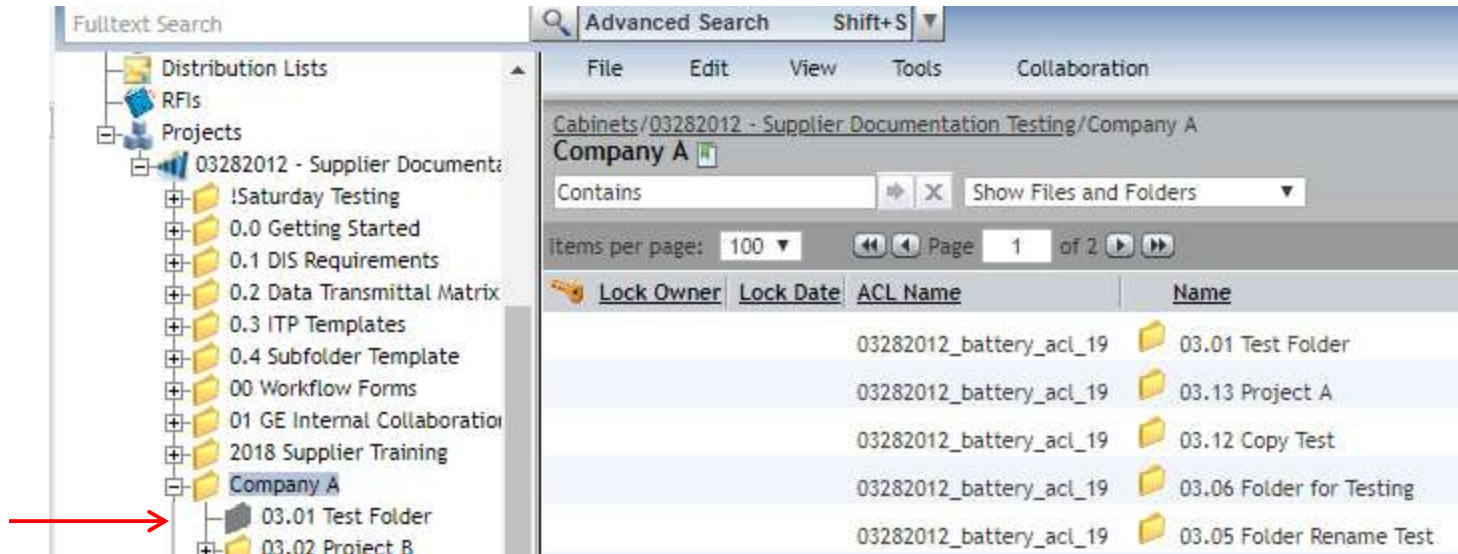 Fulltext Search
Advanced Search Shift+S
Distribution Lists
RFIs
Projects
03282012 - Supplier Documenta
!Saturday Testing
0.0 Getting Started
0.1 DIS Requirements
0.2 Data Transmittal Matrix
0.3 ITP Templates
0.4 Subfolder Template
00 Workflow Forms
01 GE Internal Collaboration
2018 Supplier Training
Company A
03.01 Test Folder
03.02 Project B
File Edit View Tools Collaboration
Cabinets/03282012 - Supplier Documentation Testing/Company A
Company A
Contains Show Files and Folders
Items per page: 100 Page 1 of 2
Lock Owner Lock Date ACL Name Name
03282012_battery_acl_19 03.01 Test Folder
03282012_battery_acl_19 03.13 Project A
03282012_battery_acl_19 03.12 Copy Test
03282012_battery_acl_19 03.06 Folder for Testing
03282012_battery_acl_19 03.05 Folder Rename Test